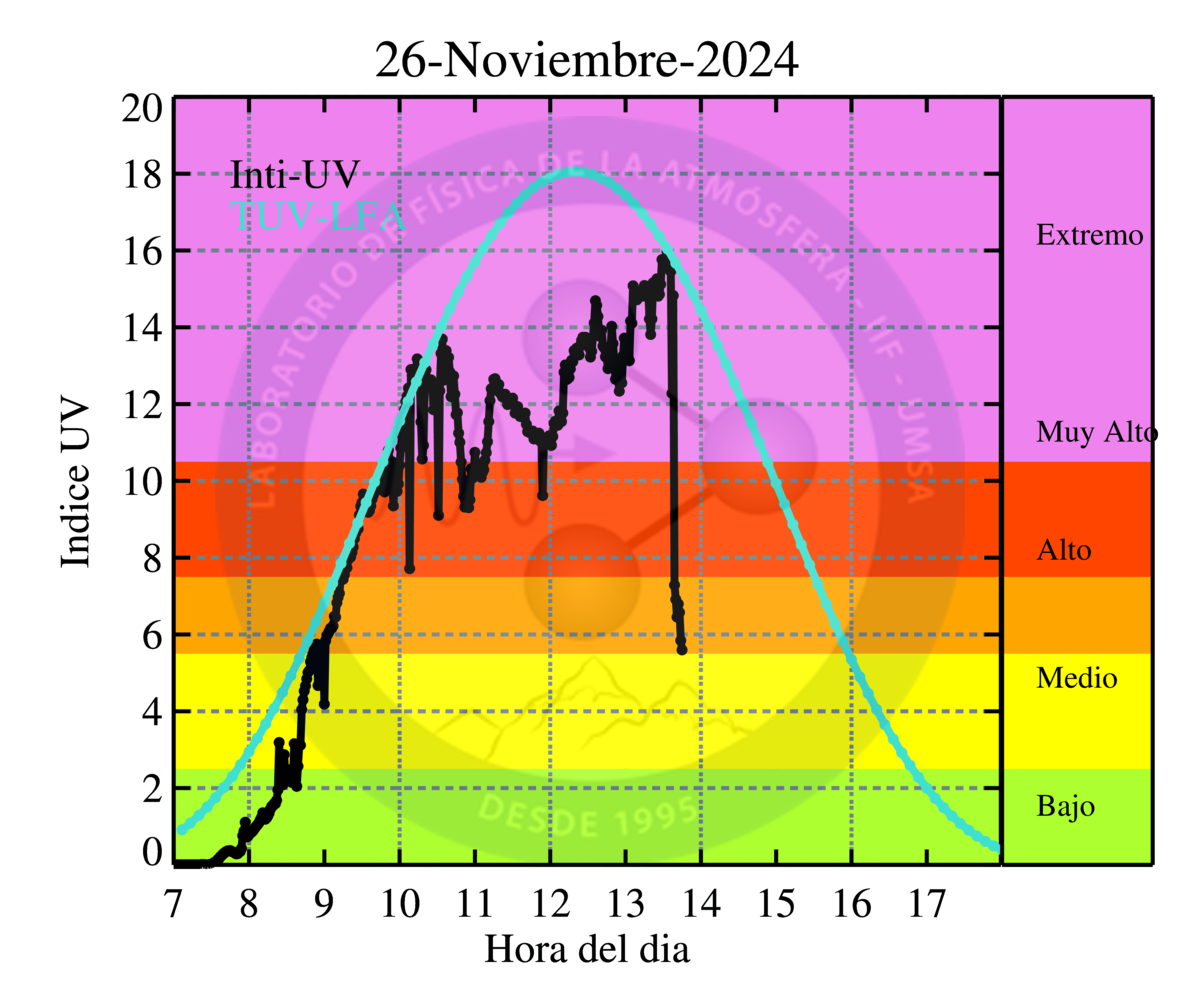 26-Noviembre-2024
20
18
16
14
12
10
8
6
4
2
0
Indice UV
Inti-UV
TUV-LFA
LABORATORIO DE FÍSICA DE LA ATMÓSFERA - IIF - UMSA
DESDE 1995
Extremo
Muy Alto
Alto
Medio
Bajo
7 8 9 10 11 12 13 14 15 16 17
Hora del dia